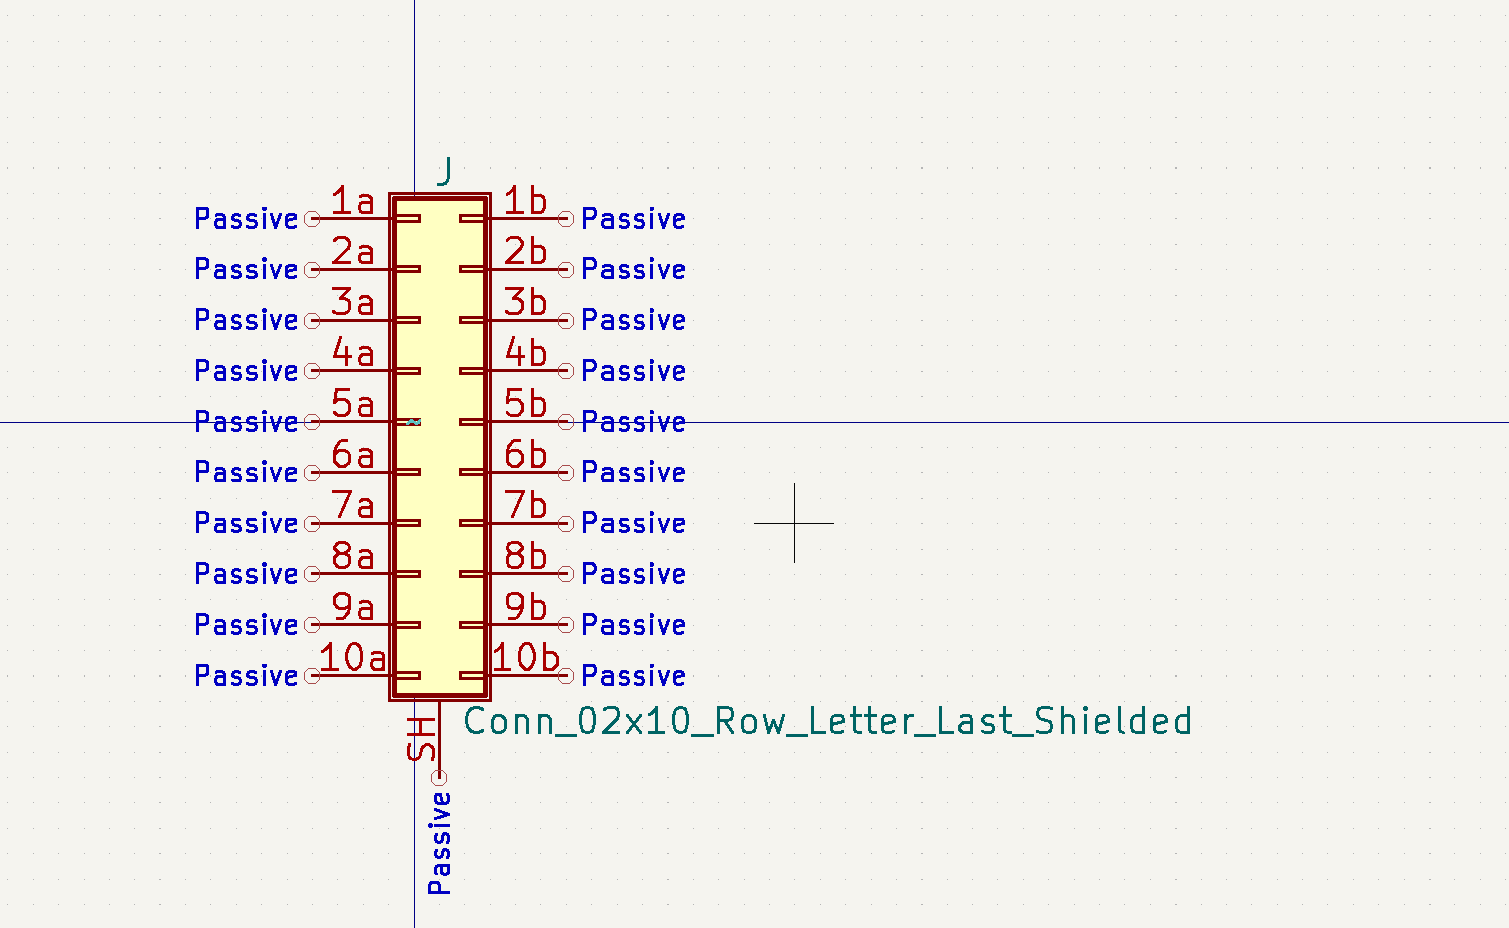 J
Passive 1a 1b Passive
Passive 2a 2b Passive
Passive 3a 3b Passive
Passive 4a 4b Passive
Passive 5a ~ 5b Passive
Passive 6a 6b Passive
Passive 7a 7b Passive
Passive 8a 8b Passive
Passive 9a 9b Passive
Passive 10a 10b Passive
Conn_02x10_Row_Letter_Last_Shielded
SH
Passive